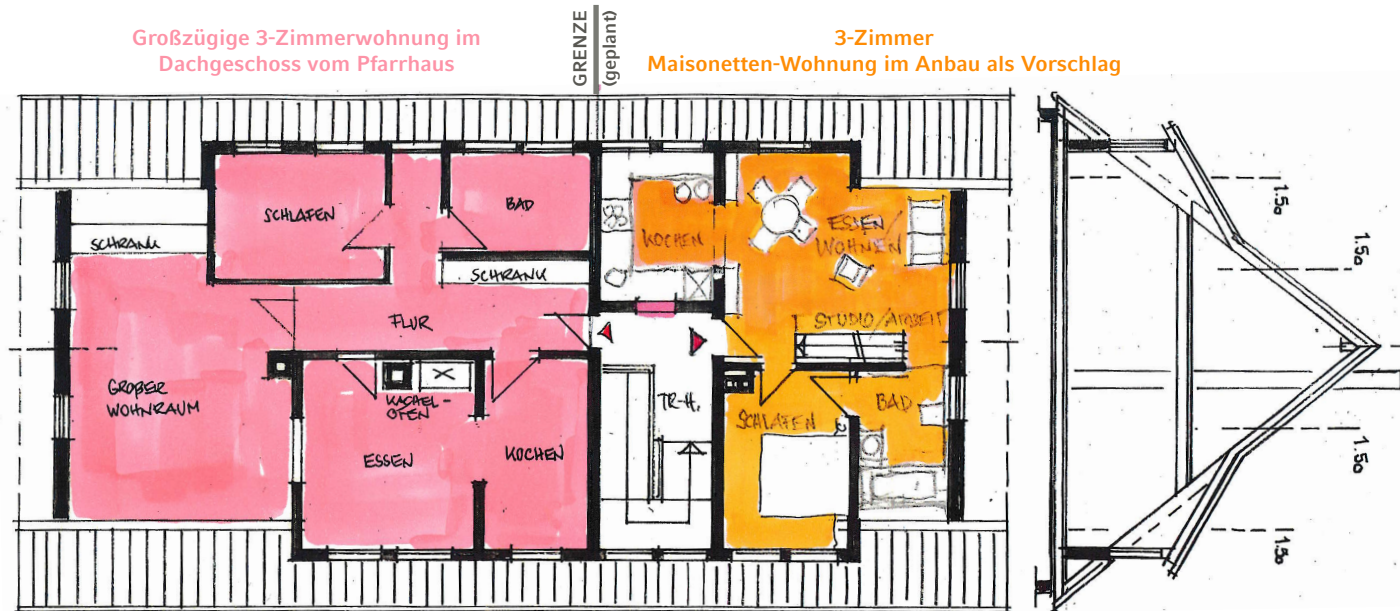 Großzügige 3-Zimmerwohnung im
Dachgeschoss vom Pfarrhaus
GRENZE
(geplant)
3-Zimmer
Maisonetten-Wohnung im Anbau als Vorschlag
SCHLAFEN
BAD
SCHRANK
SCHRANK
FLUR
GROßER
WOHNRAUM
KACHEL-
OFEN
ESSEN
KOCHEN
KOCHEN
ESSEN/
WOHNEN
STUDIO/ARBEIT
TR-H.
SCHLAFEN
BAD
1.50
1.50
1.50
1.50